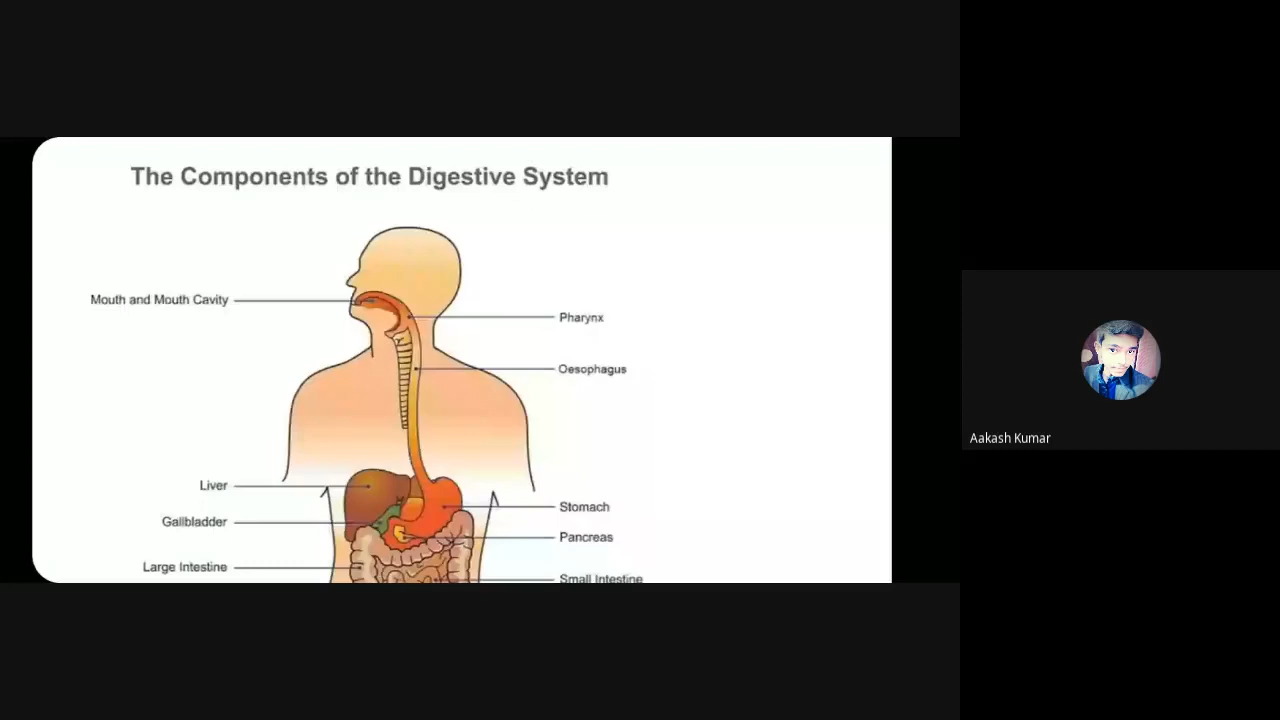 The Components of the Digestive System
Mouth and Mouth Cavity
Pharynx
Oesophagus
Liver
Stomach
Gallbladder
Pancreas
Large Intestine
Small Intestine
Aakash Kumar